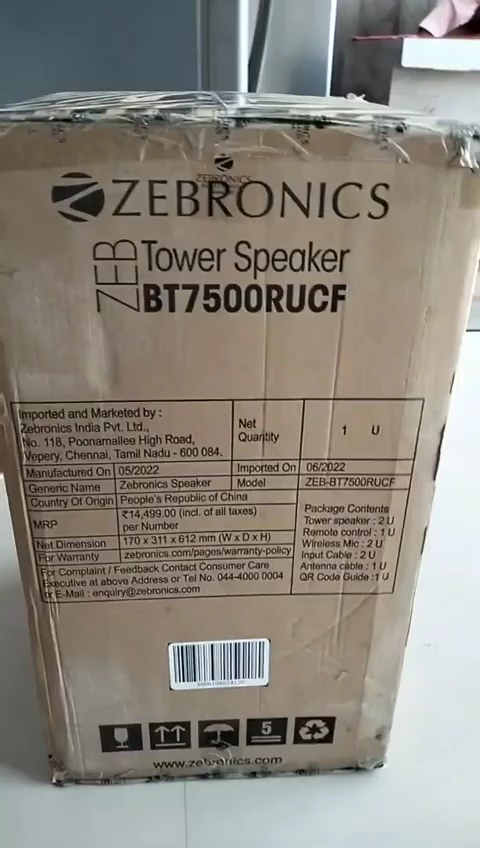 ZEBRONICS
ZEBRONICS
ZEB Tower Speaker
BT7500RUCF
Imported and Marketed by :
Zebronics India Pvt. Ltd.,
No. 118, Poonamallee High Road,
Vepery, Chennai, Tamil Nadu - 600 084.
Net Quantity 1 U
Manufactured On 05/2022 Imported On 06/2022
Generic Name Zebronics Speaker Model ZEB-BT7500RUCF
Country Of Origin People's Republic of China
MRP ₹14,499.00 (incl. of all taxes) per Number
Net Dimension 170 x 311 x 612 mm (W x D x H)
For Warranty zebronics.com/pages/warranty-policy
For Complaint / Feedback Contact Consumer Care
Executive at above Address or Tel No. 044-4000 0004
or E-Mail : enquiry@zebronics.com
Package Contents
Tower speaker : 2 U
Remote control : 1 U
Wireless Mic : 2 U
Input Cable : 2 U
Antenna cable : 1 U
QR Code Guide : 1 U
5
www.zebronics.com